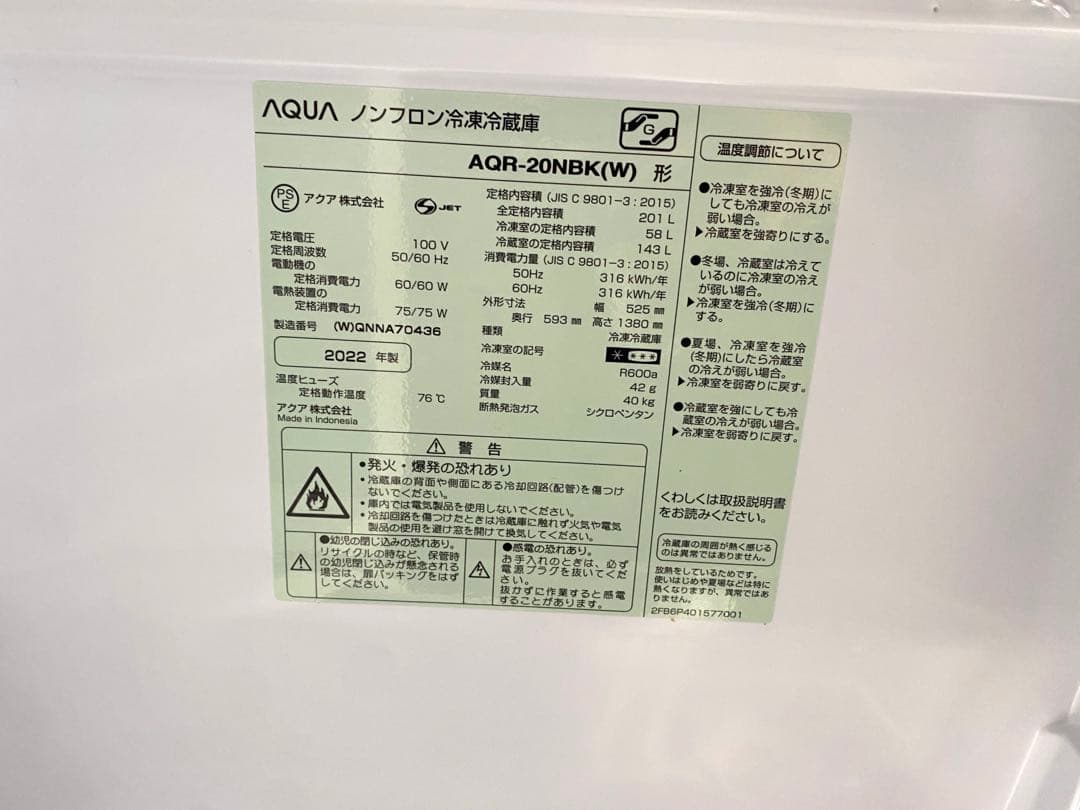 AQUA ノンフロン冷凍冷蔵庫
G
AQR-20NBK(W) 形
PS E アクア株式会社 S JET
定格電圧 100 V
定格周波数 50/60 Hz
電動機の
定格消費電力 60/60 W
電熱装置の
定格消費電力 75/75 W
製造番号 (W)QNNA70436
2022 年製
温度ヒューズ
定格動作温度 76 ℃
アクア株式会社
Made in Indonesia
定格内容積 (JIS C 9801-3 : 2015)
全定格内容積 201 L
冷凍室の定格内容積 58 L
冷蔵室の定格内容積 143 L
消費電力量 (JIS C 9801-3 : 2015)
50Hz 316 kWh/年
60Hz 316 kWh/年
外形寸法 幅 525 ㎜
奥行 593 ㎜ 高さ 1380 ㎜
種類 冷凍冷蔵庫
冷凍室の記号 * ***
冷媒名 R600a
冷媒封入量 42 g
質量 40 kg
断熱発泡ガス シクロペンタン
警 告
●発火・爆発の恐れあり
・冷蔵庫の背面や側面にある冷却回路(配管)を傷つけ
ないでください。
・庫内では電気製品を使用しないでください。
・冷却回路を傷つけたときは冷蔵庫に触れず火気や電気
製品の使用を避け窓を開けて換気してください。
●幼児の閉じ込みの恐れあり。
リサイクルの時など、保管時
の幼児閉じ込みが懸念される
場合は、扉パッキングをはず
してください。
●感電の恐れあり。
お手入れのときは、必ず
電源プラグを抜いてくだ
さい。
抜かずに作業すると感電
することがあります。
温度調節について
●冷凍室を強冷(冬期)に
しても冷凍室の冷えが
弱い場合。
▶冷蔵室を強寄りにする。
●冬場、冷蔵室は冷えて
いるのに冷凍室の冷えが
弱い場合。
▶冷凍室を強冷(冬期)に
する。
●夏場、冷凍室を強冷
(冬期)にしたら冷蔵室
の冷えが弱い場合。
▶冷凍室を弱寄りに戻す。
●冷蔵室を強にしても冷
蔵室の冷えが弱い場合。
▶冷凍室を弱寄りに戻す。
くわしくは取扱説明書
をお読みください。
冷蔵庫の周囲が熱く感じる
のは異常ではありません。
放熱をしているためです。
使いはじめや夏場などは特に
熱くなりますが、異常ではあ
りません。
2FB6P401577001